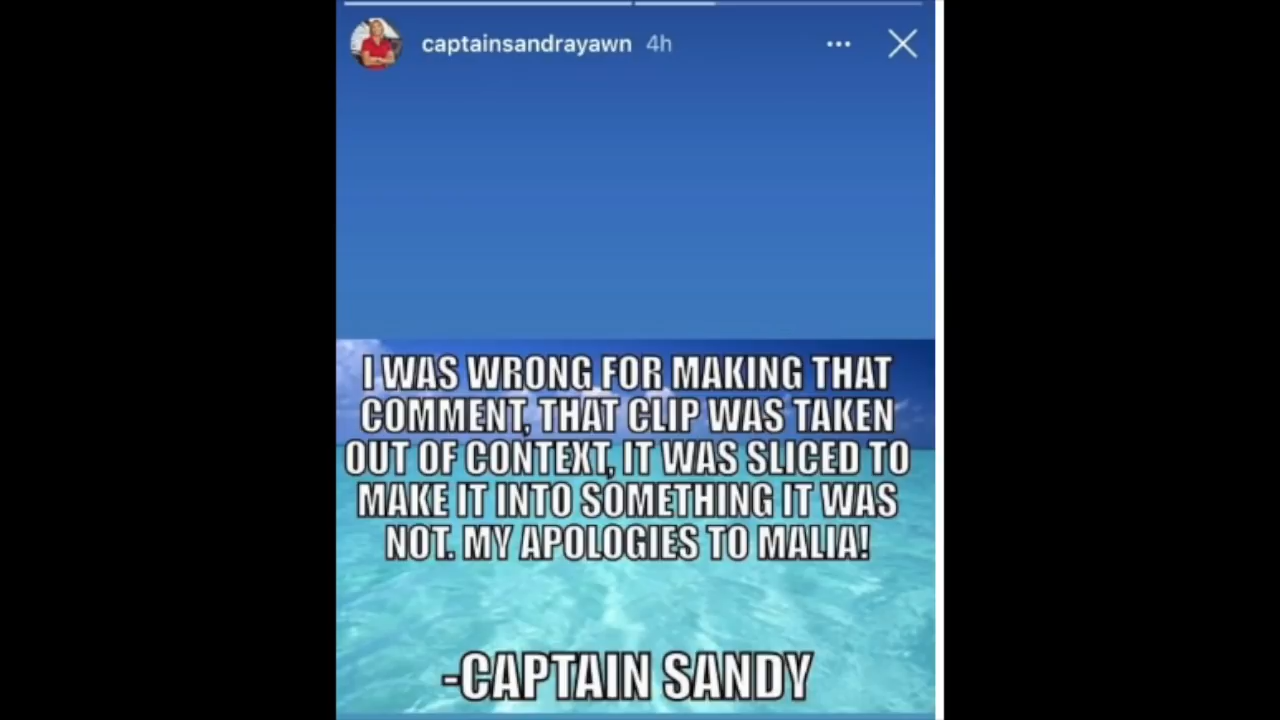 captainsandrayawn 4h
I WAS WRONG FOR MAKING THAT
COMMENT, THAT CLIP WAS TAKEN
OUT OF CONTEXT, IT WAS SLICED TO
MAKE IT INTO SOMETHING IT WAS
NOT. MY APOLOGIES TO MALIA!
-CAPTAIN SANDY